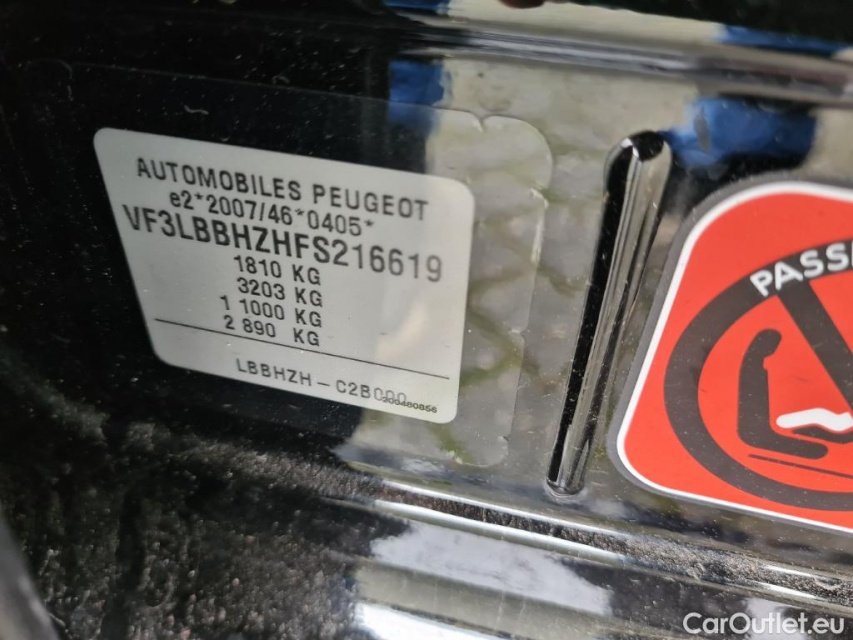 AUTOMOBILES PEUGEOT
e2*2007/46*0405*
VF3LBBHZHFS216619
1810 KG
3203 KG
1 1000 KG
2 890 KG
LBBHZH-C2B000
200480856
PASS
CarOutlet.eu